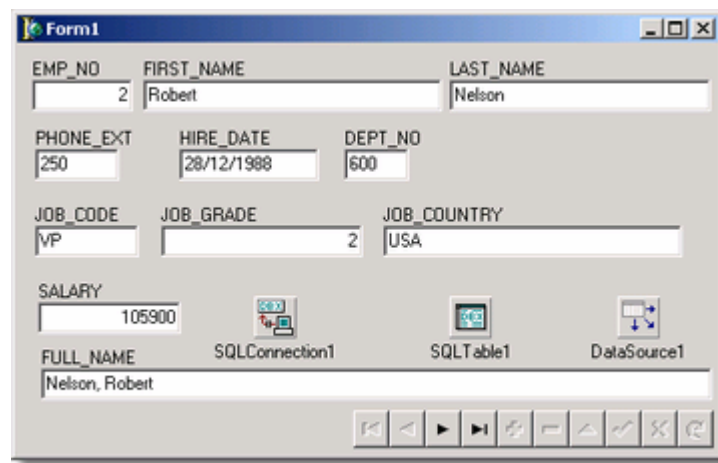 Form1
EMP_NO FIRST_NAME LAST_NAME
2 Robert Nelson
PHONE_EXT HIRE_DATE DEPT_NO
250 28/12/1988 600
JOB_CODE JOB_GRADE JOB_COUNTRY
VP 2 USA
SALARY
105900
SQLConnection1 SQLTable1 DataSource1
FULL_NAME
Nelson, Robert